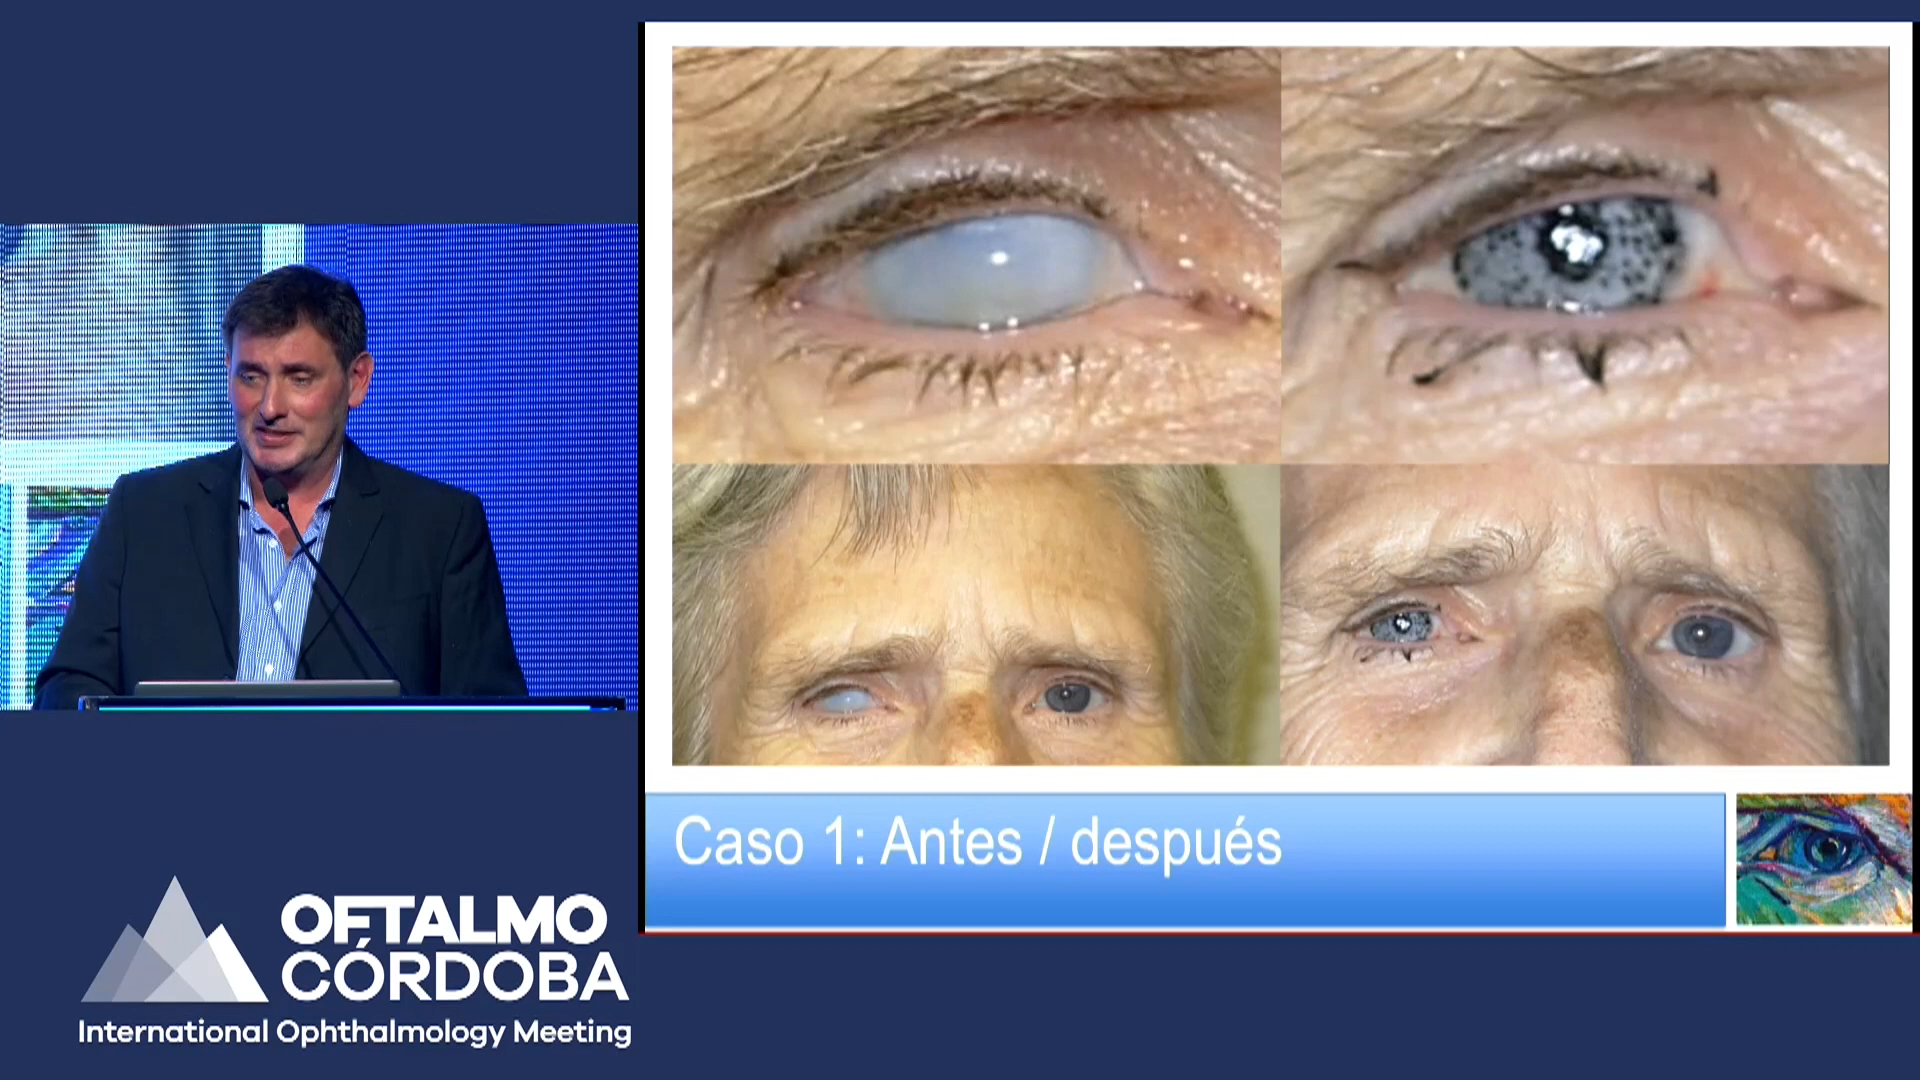 Caso 1: Antes / después
OFTALMO
CÓRDOBA
International Ophthalmology Meeting